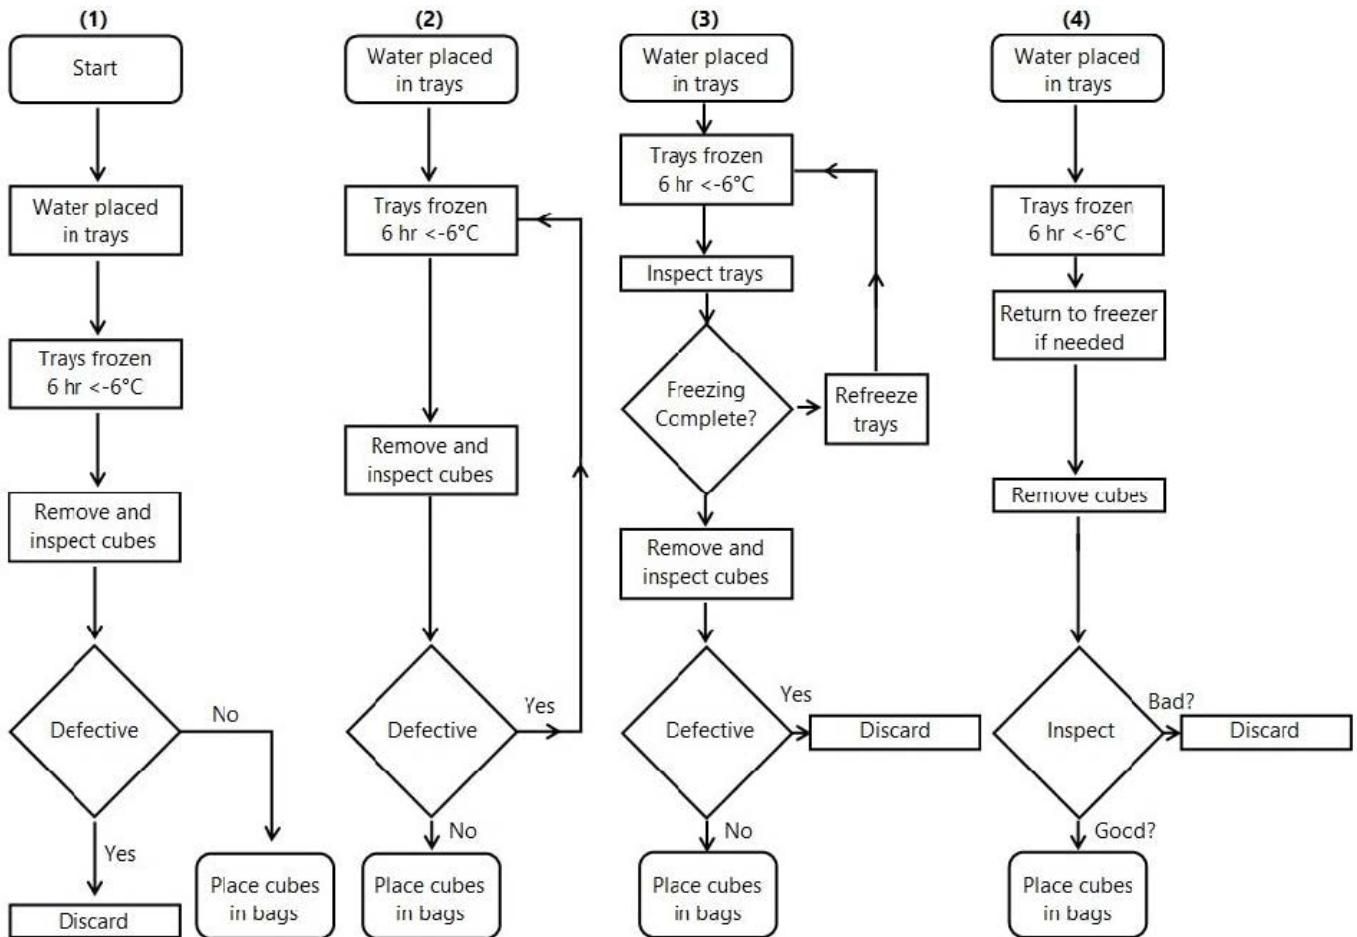 (1)
Start
Water placed
in trays
Trays frozen
6 hr <-6°C
Remove and
inspect cubes
Defective
No
Yes
Discard
Place cubes
in bags
(2)
Water placed
in trays
Trays frozen
6 hr <-6°C
Remove and
inspect cubes
Defective
Yes
No
Place cubes
in bags
(3)
Water placed
in trays
Trays frozen
6 hr <-6°C
Inspect trays
Freezing
Complete?
Refreeze
trays
Remove and
inspect cubes
Defective
Yes
Discard
No
Place cubes
in bags
(4)
Water placed
in trays
Trays frozen
6 hr <-6°C
Return to freezer
if needed
Remove cubes
Inspect
Bad?
Discard
Good?
Place cubes
in bags